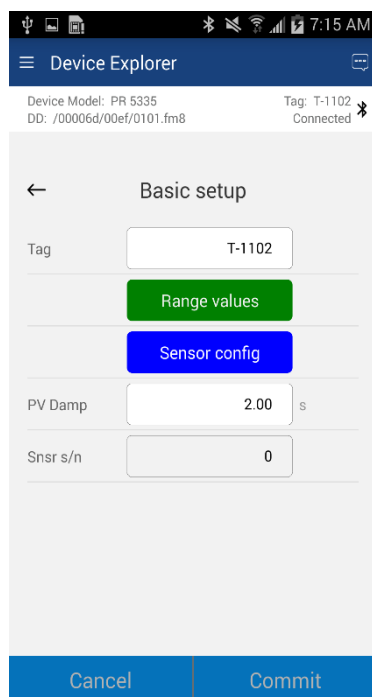 7:15 AM
Device Explorer
Device Model: PR 5335
Tag: T-1102
DD: /00006d/00ef/0101.fm8
Connected
Basic setup
Tag T-1102
Range values
Sensor config
PV Damp 2.00 s
Snsr s/n 0
Cancel Commit